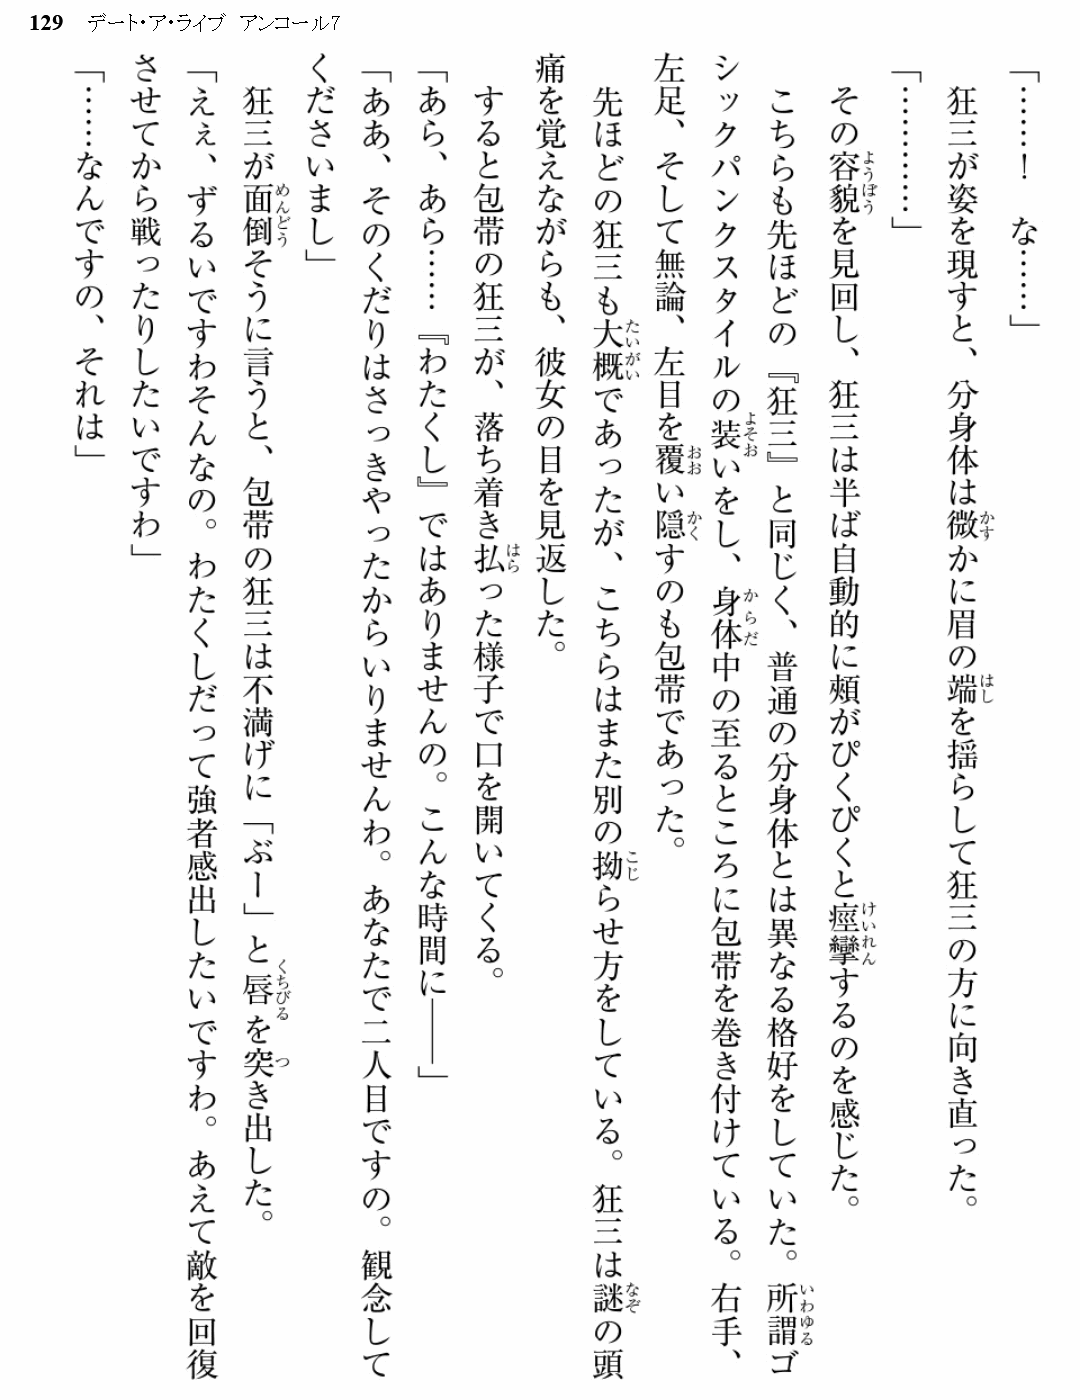 129　デート・ア・ライブ　アンコール7
「……！　な……」
　狂三が姿を現すと、分身体は微かに眉の端を揺らして狂三の方に向き直った。
「…………」
　その容貌を見回し、狂三は半ば自動的に頰がぴくぴくと痙攣するのを感じた。
　こちらも先ほどの『狂三』と同じく、普通の分身体とは異なる格好をしていた。所謂ゴ
シックパンクスタイルの装いをし、身体中の至るところに包帯を巻き付けている。右手、
左足、そして無論、左目を覆い隠すのも包帯であった。
　先ほどの狂三も大概であったが、こちらはまた別の拗らせ方をしている。狂三は謎の頭
痛を覚えながらも、彼女の目を見返した。
　すると包帯の狂三が、落ち着き払った様子で口を開いてくる。
「あら、あら……『わたくし』ではありませんの。こんな時間に――」
「ああ、そのくだりはさっきやったからいりませんわ。あなたで二人目ですの。観念して
くださいまし」
　狂三が面倒そうに言うと、包帯の狂三は不満げに「ぶー」と唇を突き出した。
「えぇ、ずるいですわそんなの。わたくしだって強者感出したいですわ。あえて敵を回復
させてから戦ったりしたいですわ」
「……なんですの、それは」